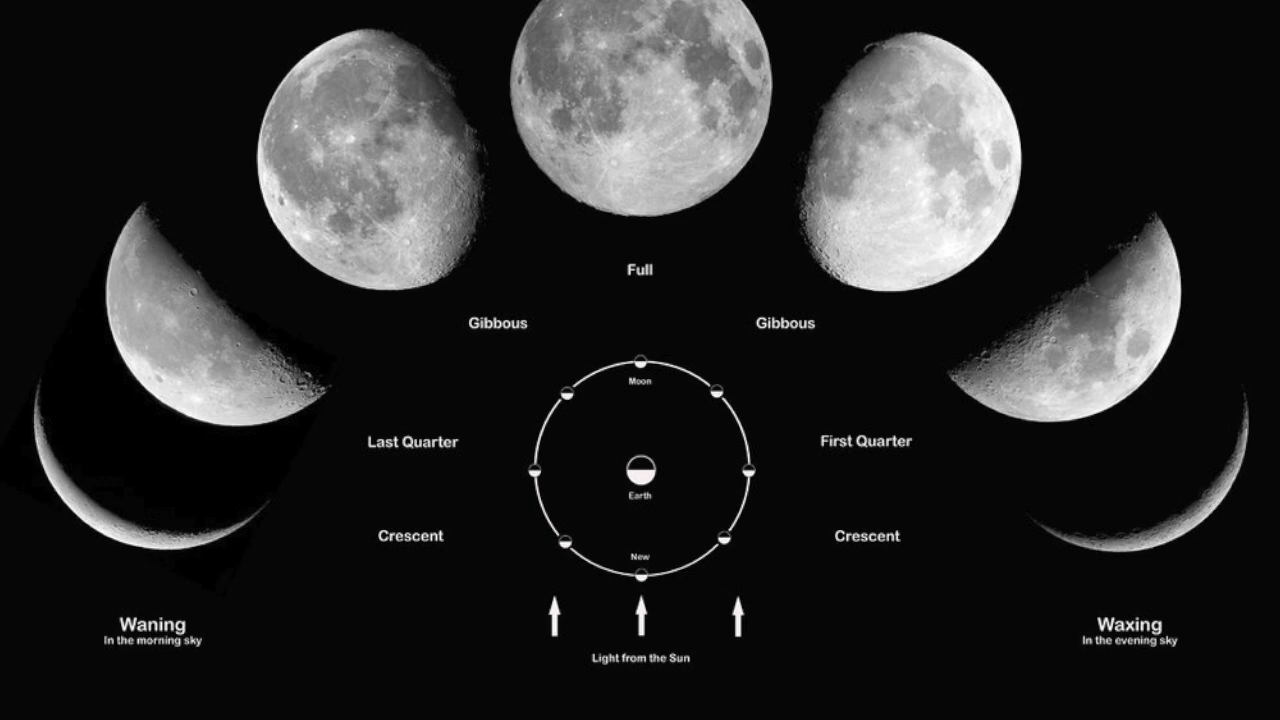 Full
Gibbous
Gibbous
Moon
Last Quarter
First Quarter
Earth
Crescent
Crescent
New
Waning
In the morning sky
Waxing
In the evening sky
Light from the Sun